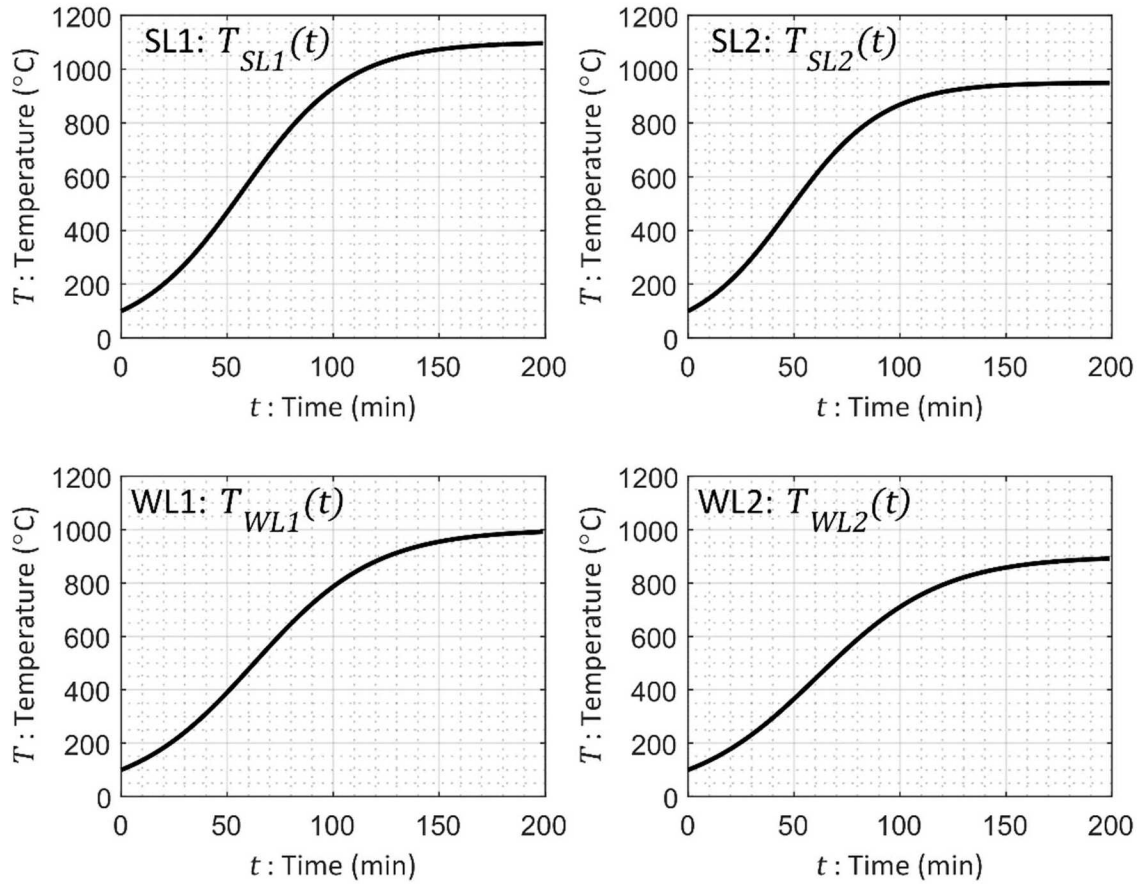 SL1: T_SL1(t)
T : Temperature (°C)
1200
1000
800
600
400
200
0
0 50 100 150 200
t : Time (min)
SL2: T_SL2(t)
T : Temperature (°C)
1200
1000
800
600
400
200
0
0 50 100 150 200
t : Time (min)
WL1: T_WL1(t)
T : Temperature (°C)
1200
1000
800
600
400
200
0
0 50 100 150 200
t : Time (min)
WL2: T_WL2(t)
T : Temperature (°C)
1200
1000
800
600
400
200
0
0 50 100 150 200
t : Time (min)